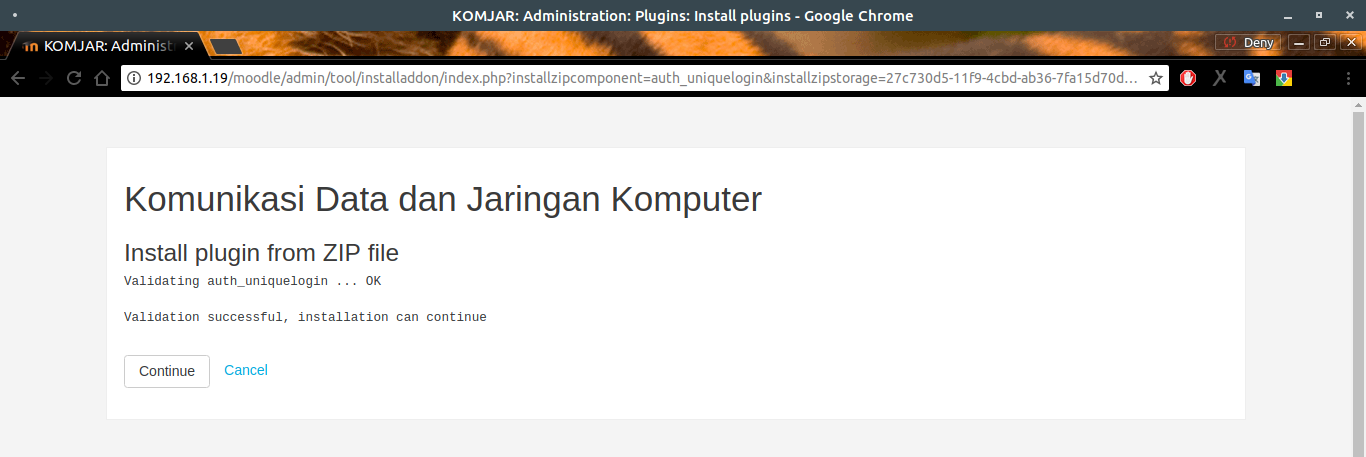 KOMJAR: Administration: Plugins: Install plugins - Google Chrome
KOMJAR: Administ
Deny
192.168.1.19/moodle/admin/tool/installaddon/index.php?installzipcomponent=auth_uniquelogin&installzipstorage=27c730d5-11f9-4cbd-ab36-7fa15d70d...
Komunikasi Data dan Jaringan Komputer
Install plugin from ZIP file
Validating auth_uniquelogin ... OK
Validation successful, installation can continue
Continue Cancel